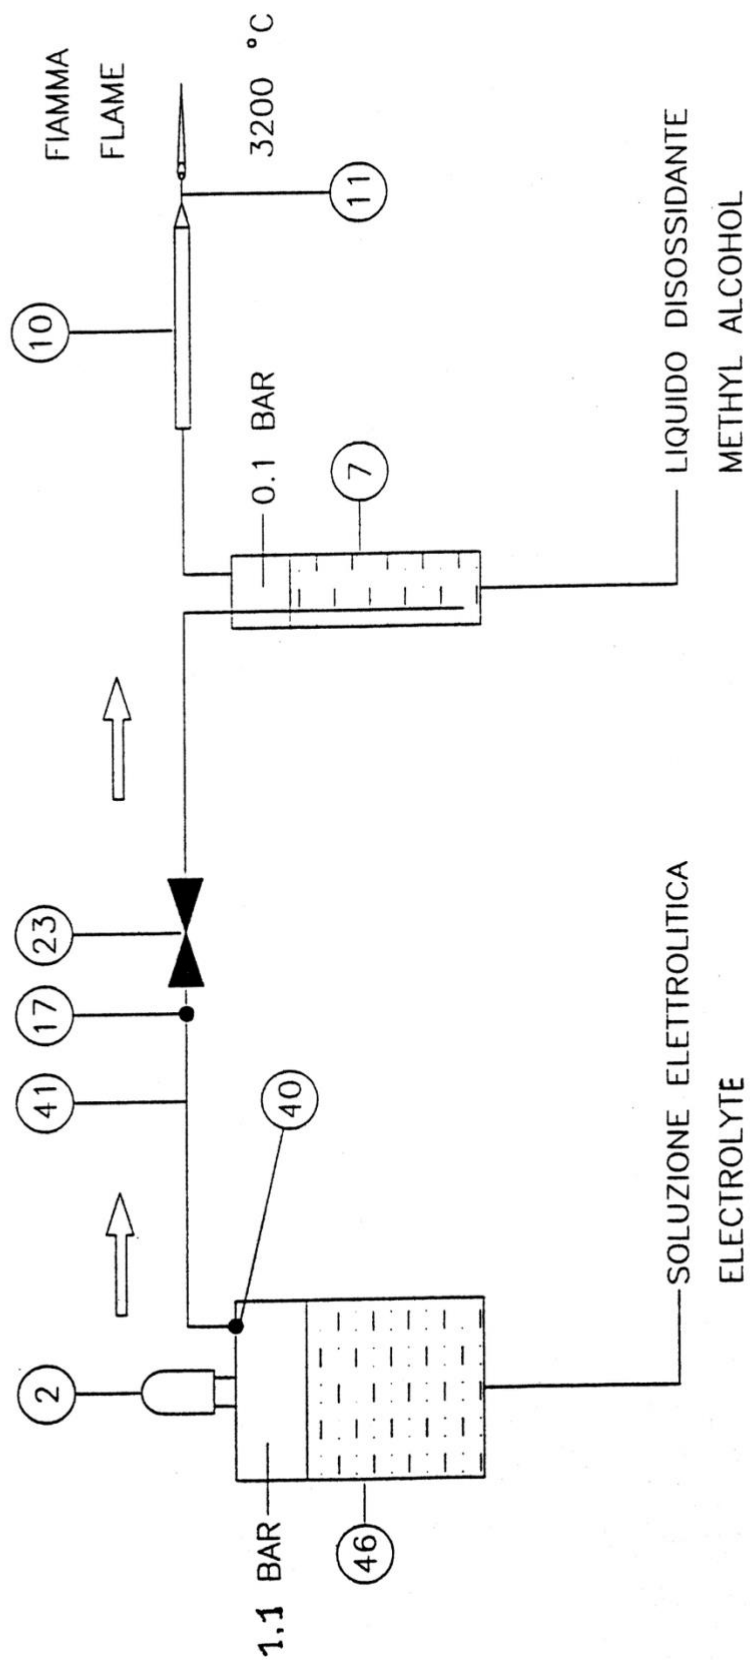 FIAMMA
FLAME
3200 °C
10
11
0.1 BAR
7
LIQUIDO DISOSSIDANTE
METHYL ALCOHOL
23
17
41
40
2
1.1 BAR
46
SOLUZIONE ELETTROLITICA
ELECTROLYTE